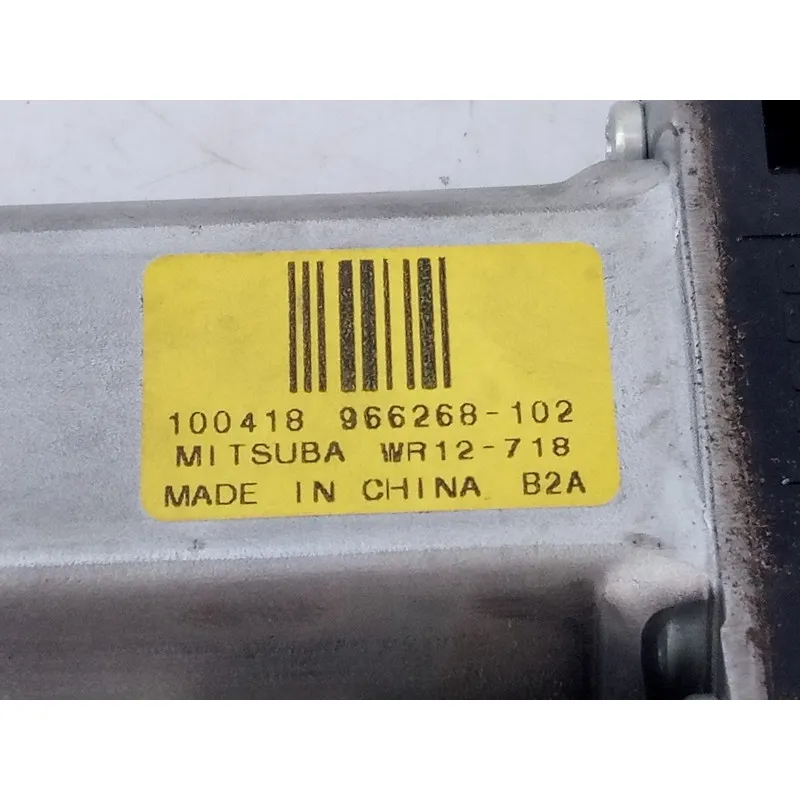 100418 966268-102
MITSUBA WR12-718
MADE IN CHINA B2A